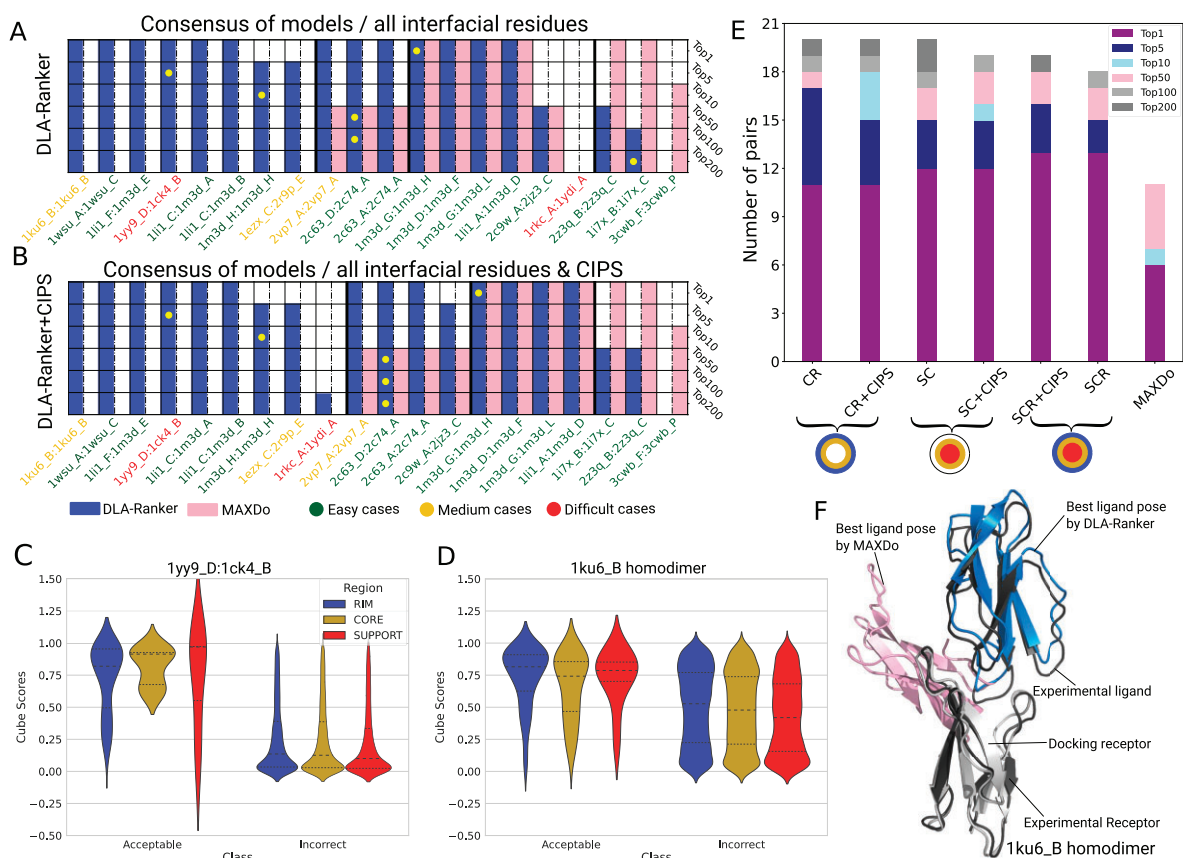 A
Consensus of models / all interfacial residues
DLA-Ranker
Top1
Top5
Top10
Top50
Top100
Top200
1ku6_B:1ku6_B
1wsu_A:1wsu_C
1li1_F:1m3d_E
1yy9_D:1ck4_B
1li1_C:1m3d_A
1li1_C:1m3d_B
1m3d_H:1m3d_H
1ezx_C:2r9p_E
2vp7_A:2vp7_A
2c63_D:2c74_A
2c63_A:2c74_A
1m3d_G:1m3d_H
1m3d_D:1m3d_F
1m3d_G:1m3d_L
1li1_A:1m3d_D
2c9w_A:2jz3_C
1rkc_A:1ydi_A
2z3q_B:2z3q_C
1l7x_B:1l7x_C
3cwb_F:3cwb_P
B
Consensus of models / all interfacial residues & CIPS
DLA-Ranker+CIPS
Top1
Top5
Top10
Top50
Top100
Top200
1ku6_B:1ku6_B
1wsu_A:1wsu_C
1li1_F:1m3d_E
1yy9_D:1ck4_B
1li1_C:1m3d_A
1li1_C:1m3d_B
1m3d_H:1m3d_H
1ezx_C:2r9p_E
1rkc_A:1ydi_A
2vp7_A:2vp7_A
2c63_D:2c74_A
2c63_A:2c74_A
2c9w_A:2jz3_C
1m3d_G:1m3d_H
1m3d_D:1m3d_F
1m3d_G:1m3d_L
1li1_A:1m3d_D
1l7x_B:1l7x_C
2z3q_B:2z3q_C
3cwb_F:3cwb_P
DLA-Ranker
MAXDo
Easy cases
Medium cases
Difficult cases
C
1yy9_D:1ck4_B
Cube Scores
1.50
1.25
1.00
0.75
0.50
0.25
0.00
−0.25
−0.50
Region
RIM
CORE
SUPPORT
Acceptable
Incorrect
Class
D
1ku6_B homodimer
Cube Scores
1.50
1.25
1.00
0.75
0.50
0.25
0.00
−0.25
−0.50
Acceptable
Incorrect
Class
E
Number of pairs
21
18
15
12
9
6
3
0
Top1
Top5
Top10
Top50
Top100
Top200
CR
CR+CIPS
SC
SC+CIPS
SCR+CIPS
SCR
MAXDo
F
Best ligand pose
by MAXDo
Best ligand pose
by DLA-Ranker
Experimental ligand
Docking receptor
Experimental Receptor
1ku6_B homodimer